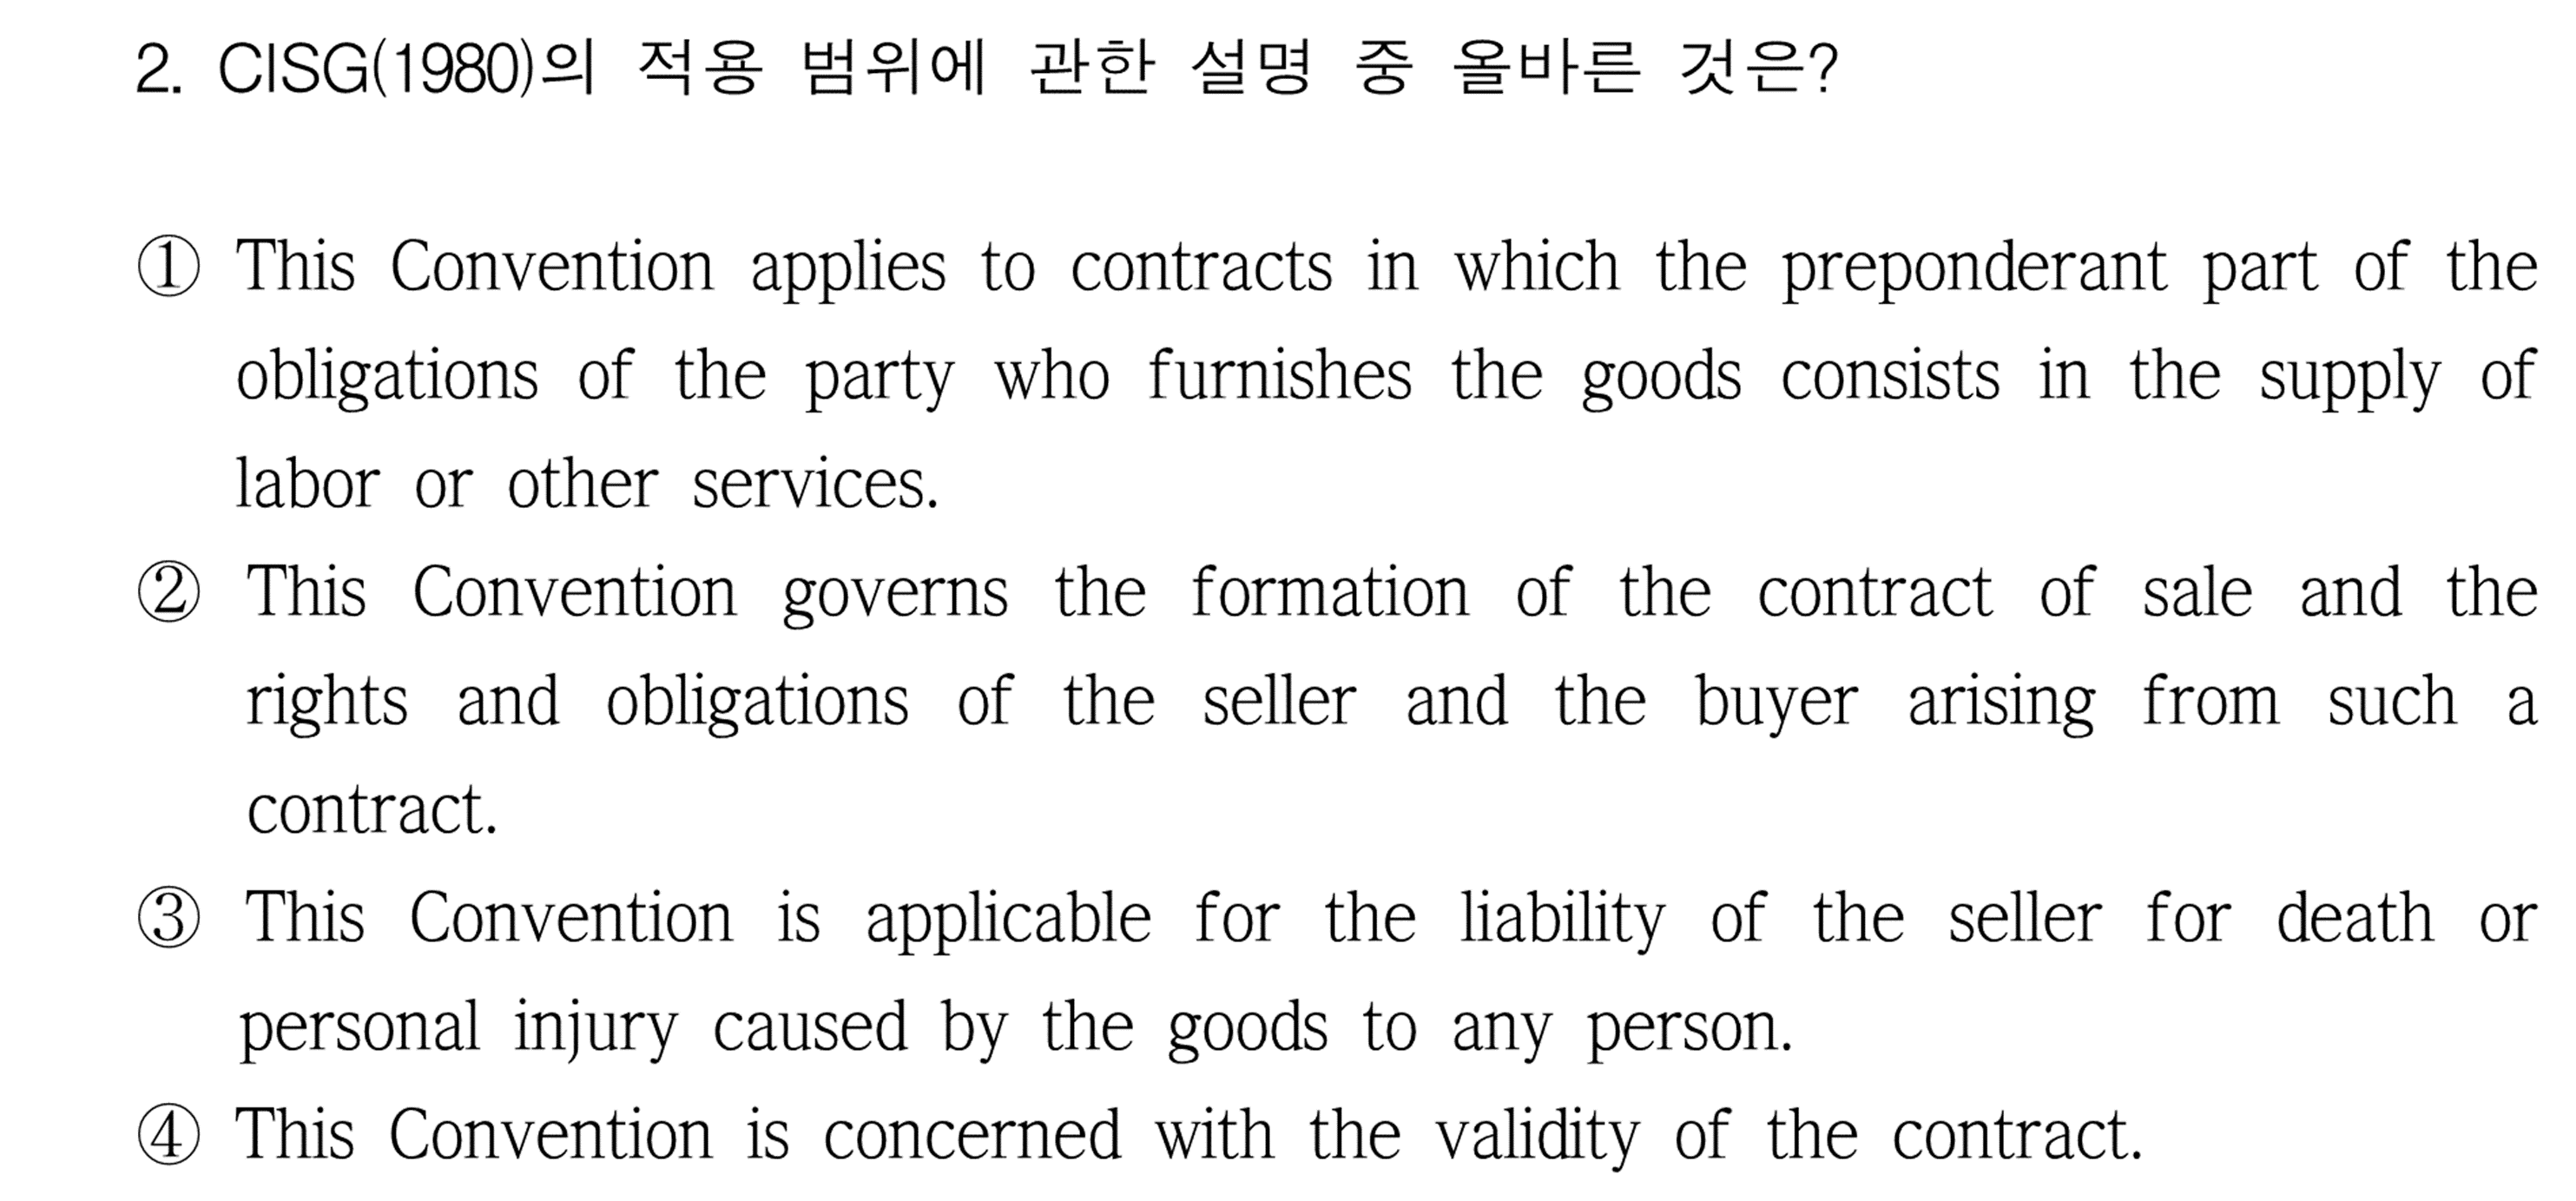 2. CISG(1980)의 적용 범위에 관한 설명 중 올바른 것은?
① This Convention applies to contracts in which the preponderant part of the
obligations of the party who furnishes the goods consists in the supply of
labor or other services.
② This Convention governs the formation of the contract of sale and the
rights and obligations of the seller and the buyer arising from such a
contract.
③ This Convention is applicable for the liability of the seller for death or
personal injury caused by the goods to any person.
④ This Convention is concerned with the validity of the contract.